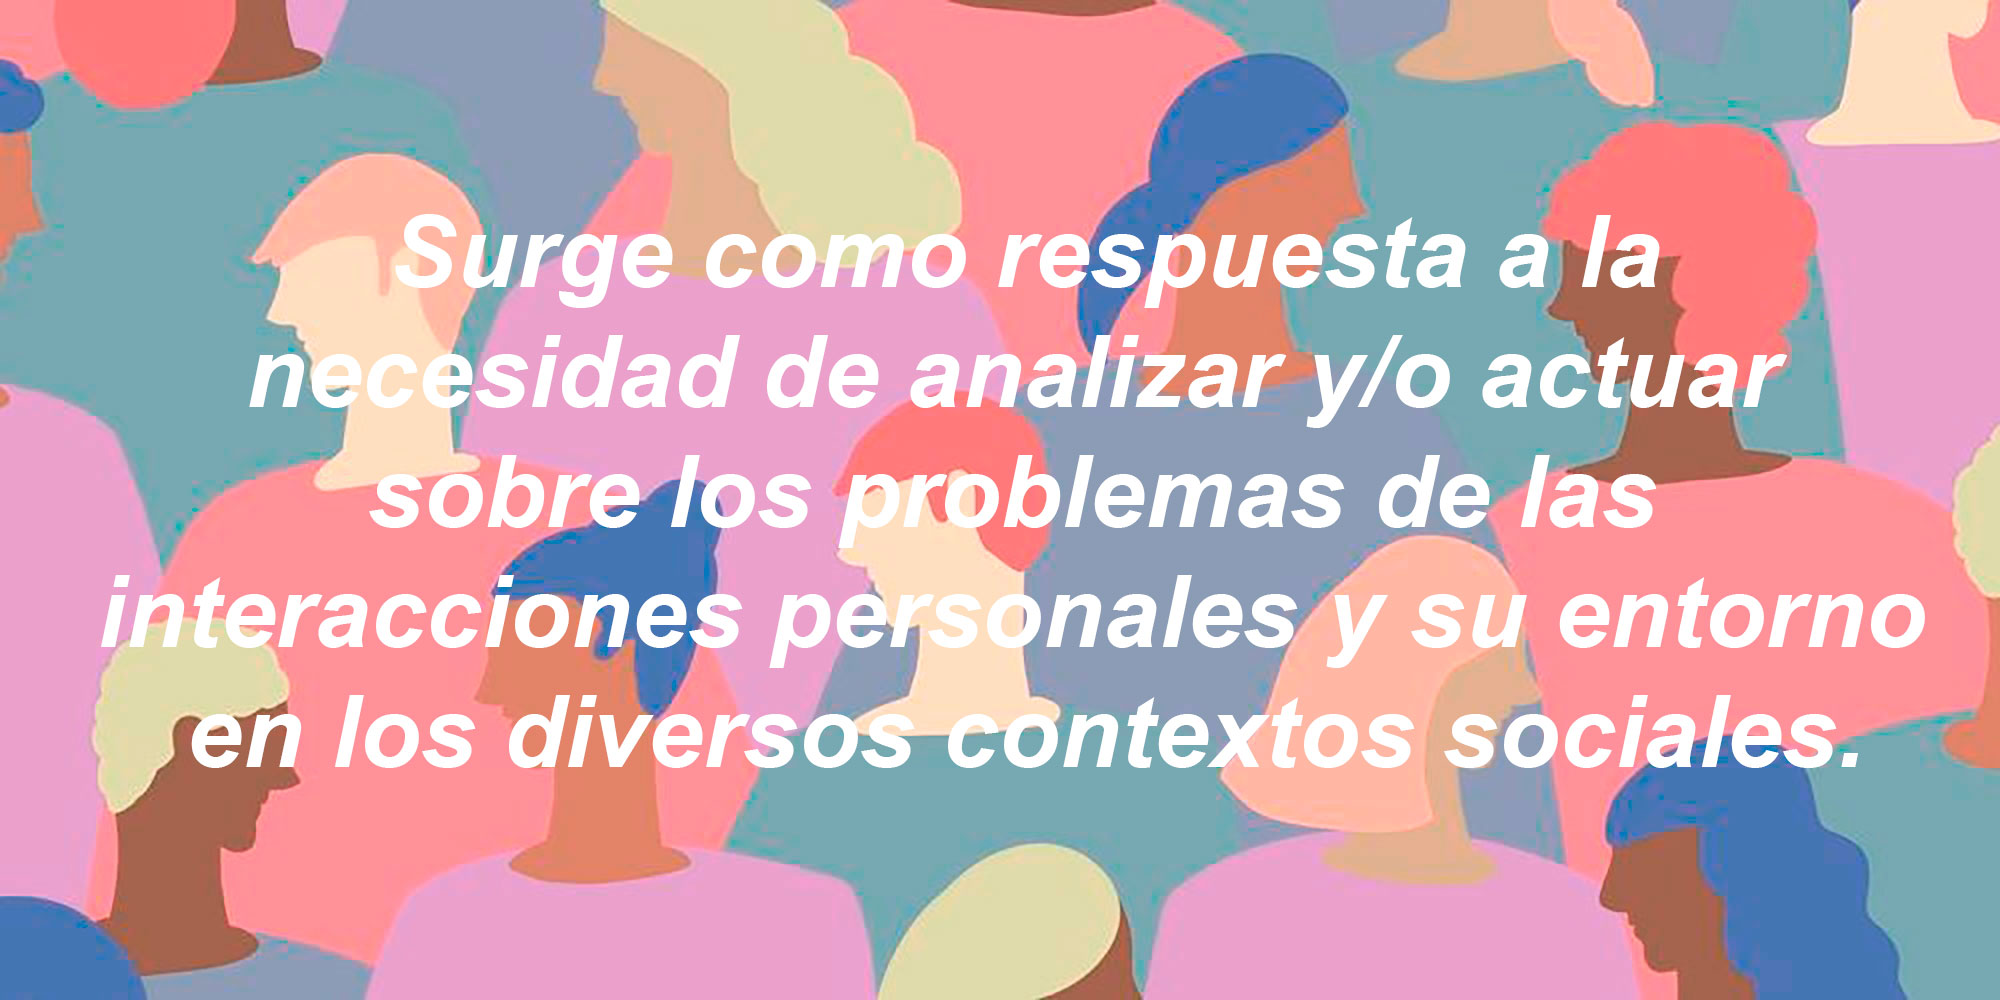 Surge como respuesta a la
necesidad de analizar y/o actuar
sobre los problemas de las
interacciones personales y su entorno
en los diversos contextos sociales.